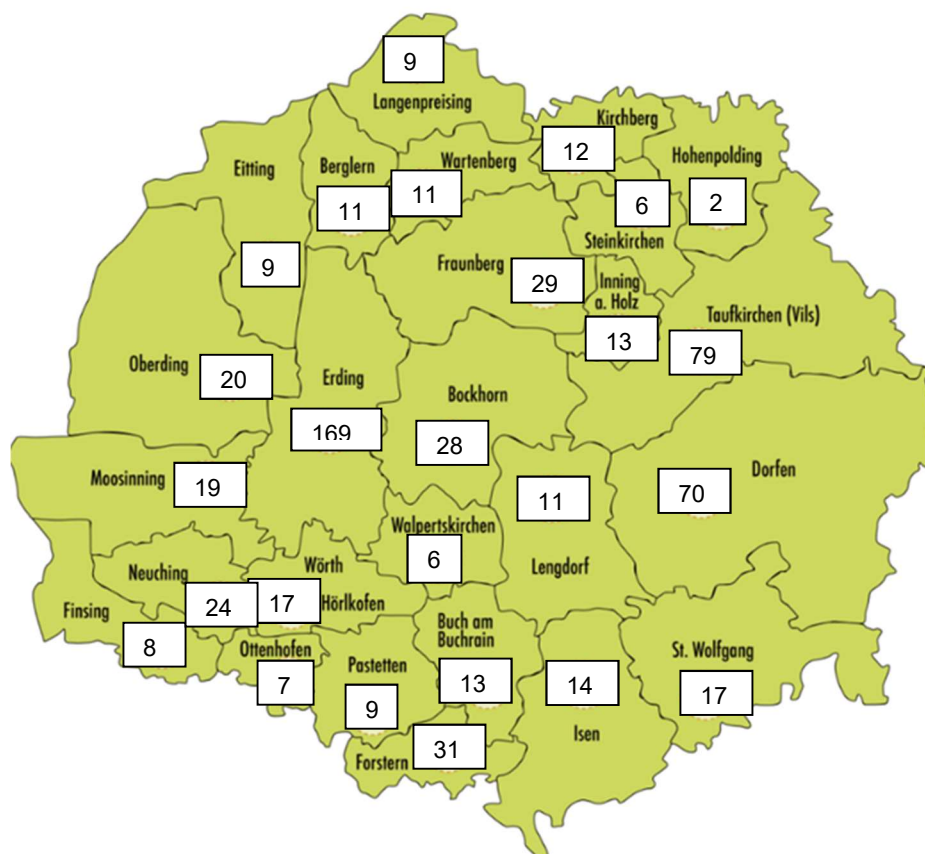 9
Langenpreising
Kirchberg
12
Hohenpolding
2
Eitting
9
Berglern
11
Wartenberg
11
6
Steinkirchen
Fraunberg
29
Inning
a. Holz
13
Taufkirchen (Vils)
79
Oberding
20
Erding
169
Bockhorn
28
Moosinning
19
11
Lengdorf
70
Dorfen
Walpertskirchen
6
Neuching
24
Wörth
17
Hörlkofen
Finsing
8
Ottenhofen
7
Pastetten
9
Buch am
Buchrain
13
14
Isen
St. Wolfgang
17
Forstern
31